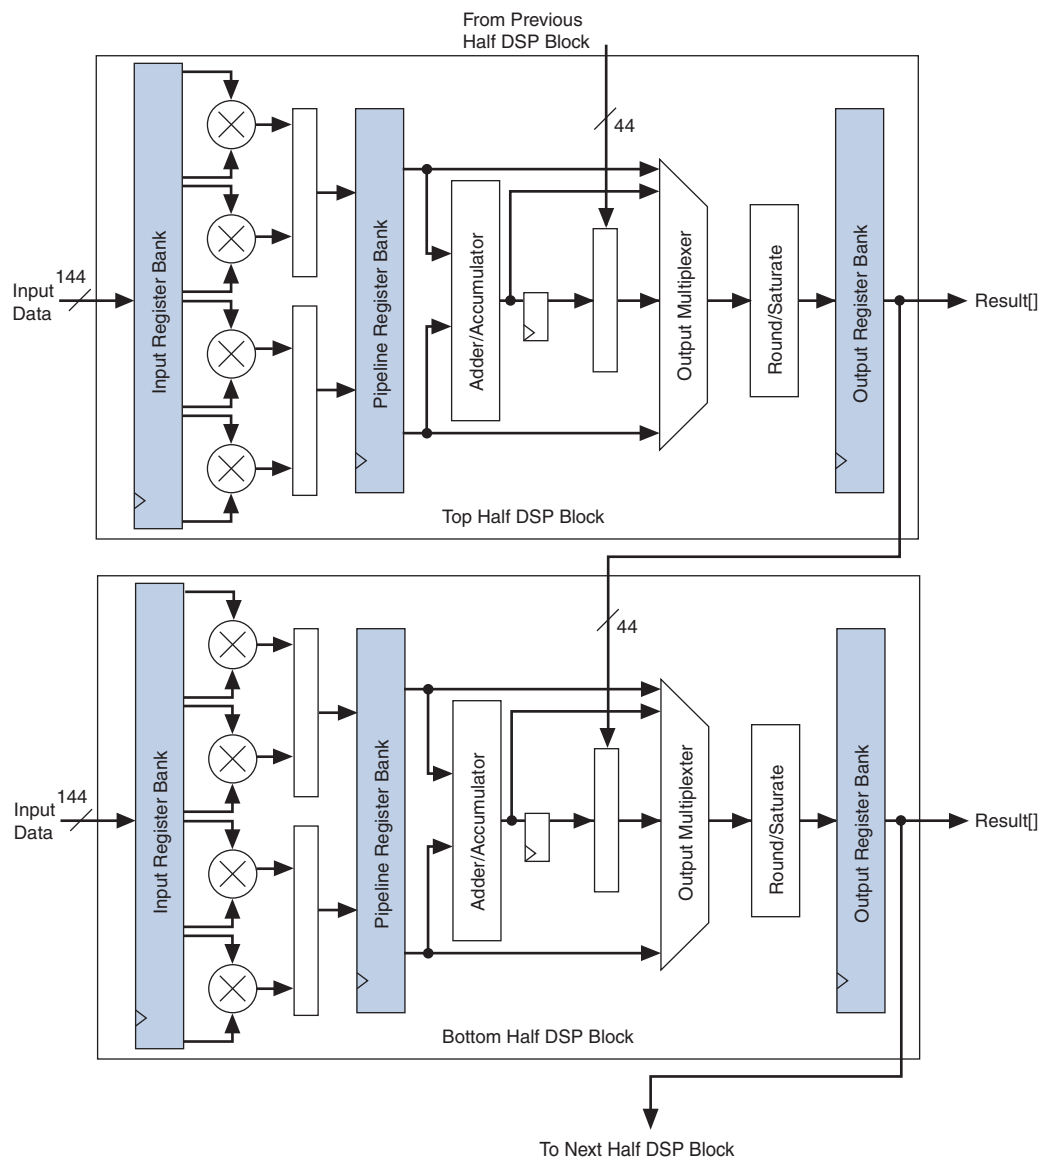 From Previous
Half DSP Block
44
144
Input
Data
Input Register Bank
Pipeline Register Bank
Adder/Accumulator
Output Multiplexer
Round/Saturate
Output Register Bank
Result[]
Top Half DSP Block
44
144
Input
Data
Input Register Bank
Pipeline Register Bank
Adder/Accumulator
Output Multiplexter
Round/Saturate
Output Register Bank
Result[]
Bottom Half DSP Block
To Next Half DSP Block